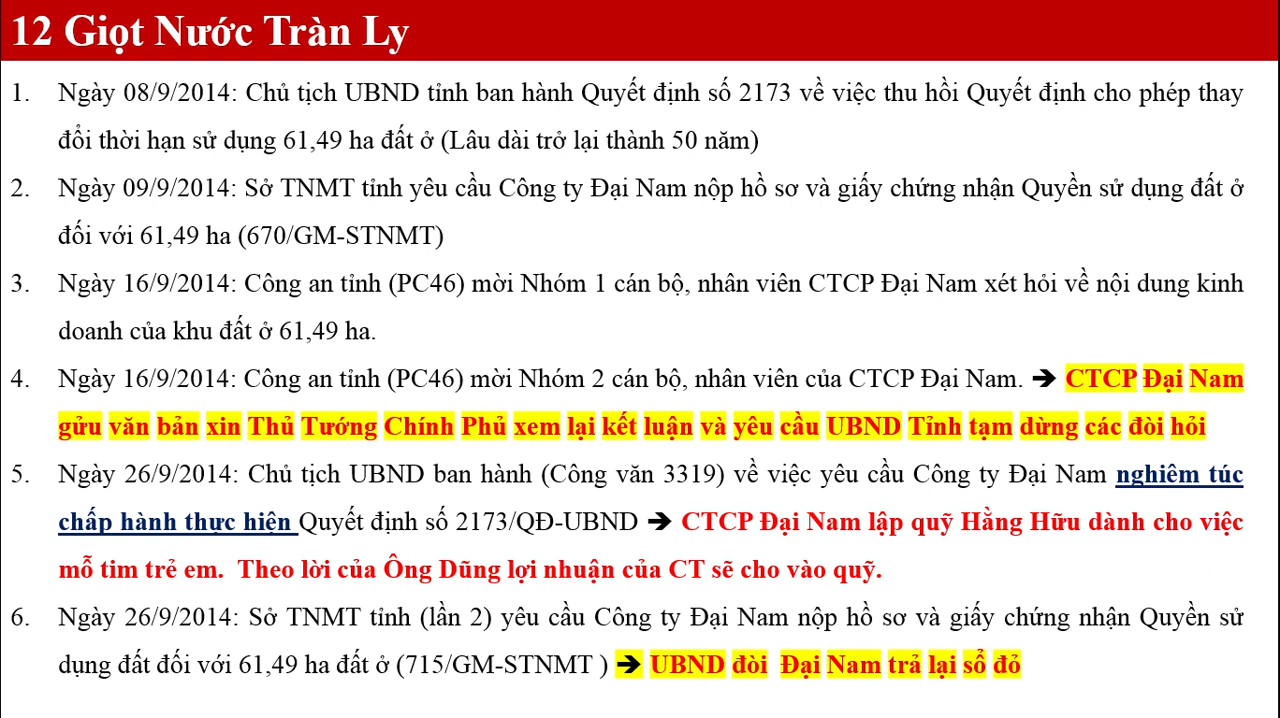 12 Giọt Nước Tràn Ly
1. Ngày 08/9/2014: Chủ tịch UBND tỉnh ban hành Quyết định số 2173 về việc thu hồi Quyết định cho phép thay
đổi thời hạn sử dụng 61,49 ha đất ở (Lâu dài trở lại thành 50 năm)
2. Ngày 09/9/2014: Sở TNMT tỉnh yêu cầu Công ty Đại Nam nộp hồ sơ và giấy chứng nhận Quyền sử dụng đất ở
đối với 61,49 ha (670/GM-STNMT)
3. Ngày 16/9/2014: Công an tỉnh (PC46) mời Nhóm 1 cán bộ, nhân viên CTCP Đại Nam xét hỏi về nội dung kinh
doanh của khu đất ở 61,49 ha.
4. Ngày 16/9/2014: Công an tỉnh (PC46) mời Nhóm 2 cán bộ, nhân viên của CTCP Đại Nam. ➔ CTCP Đại Nam
gửu văn bản xin Thủ Tướng Chính Phủ xem lại kết luận và yêu cầu UBND Tỉnh tạm dừng các đòi hỏi
5. Ngày 26/9/2014: Chủ tịch UBND ban hành (Công văn 3319) về việc yêu cầu Công ty Đại Nam nghiêm túc
chấp hành thực hiện Quyết định số 2173/QĐ-UBND ➔ CTCP Đại Nam lập quỹ Hằng Hữu dành cho việc
mỗ tim trẻ em. Theo lời của Ông Dũng lợi nhuận của CT sẽ cho vào quỹ.
6. Ngày 26/9/2014: Sở TNMT tỉnh (lần 2) yêu cầu Công ty Đại Nam nộp hồ sơ và giấy chứng nhận Quyền sử
dụng đất đối với 61,49 ha đất ở (715/GM-STNMT ) ➔ UBND đòi Đại Nam trả lại sổ đỏ